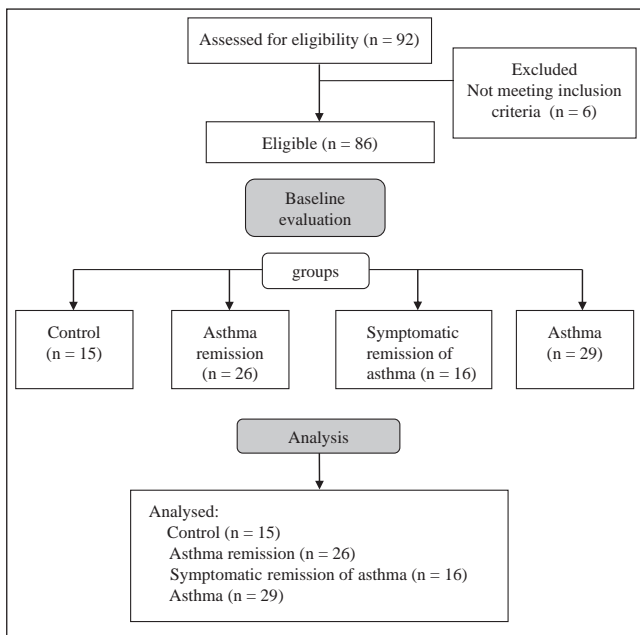 Assessed for eligibility (n = 92)
Excluded
Not meeting inclusion
criteria (n = 6)
Eligible (n = 86)
Baseline
evaluation
groups
Control
(n = 15)
Asthma
remission
(n = 26)
Symptomatic
remission of
asthma (n = 16)
Asthma
(n = 29)
Analysis
Analysed:
Control (n = 15)
Asthma remission (n = 26)
Symptomatic remission of asthma (n = 16)
Asthma (n = 29)